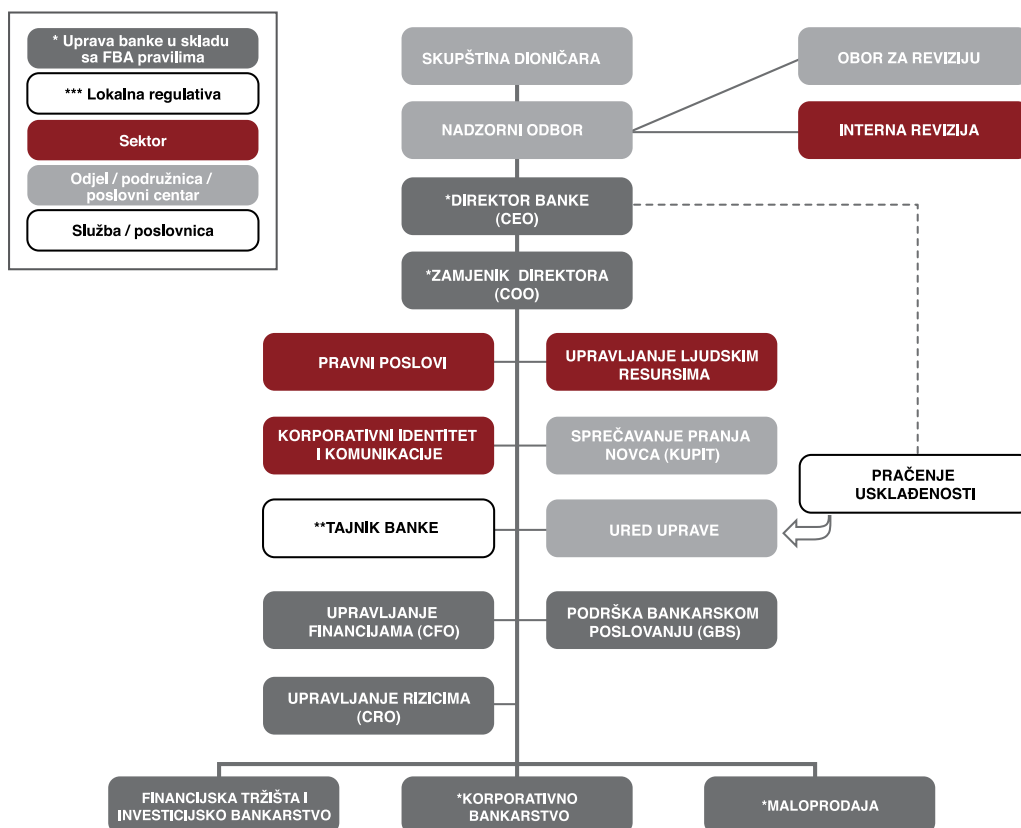 * Uprava banke u skladu
sa FBA pravilima
*** Lokalna regulativa
Sektor
Odjel / podružnica /
poslovni centar
Služba / poslovnica
SKUPŠTINA DIONIČARA
OBOR ZA REVIZIJU
NADZORNI ODBOR
INTERNA REVIZIJA
*DIREKTOR BANKE
(CEO)
*ZAMJENIK DIREKTORA
(COO)
PRAVNI POSLOVI
UPRAVLJANJE LJUDSKIM
RESURSIMA
KORPORATIVNI IDENTITET
I KOMUNIKACIJE
SPREČAVANJE PRANJA
NOVCA (KUPIT)
PRAČENJE
USKLAĐENOSTI
**TAJNIK BANKE
URED UPRAVE
UPRAVLJANJE
FINANCIJAMA (CFO)
PODRŠKA BANKARSKOM
POSLOVANJU (GBS)
UPRAVLJANJE RIZICIMA
(CRO)
FINANCIJSKA TRŽIŠTA I
INVESTICIJSKO BANKARSTVO
*KORPORATIVNO
BANKARSTVO
*MALOPRODAJA